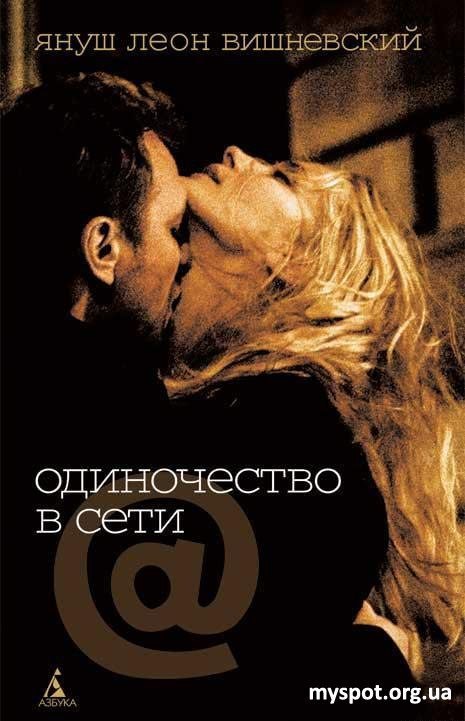 януш леон вишневский
одиночество
в сети
@
АЗБУКА
myspot.org.ua